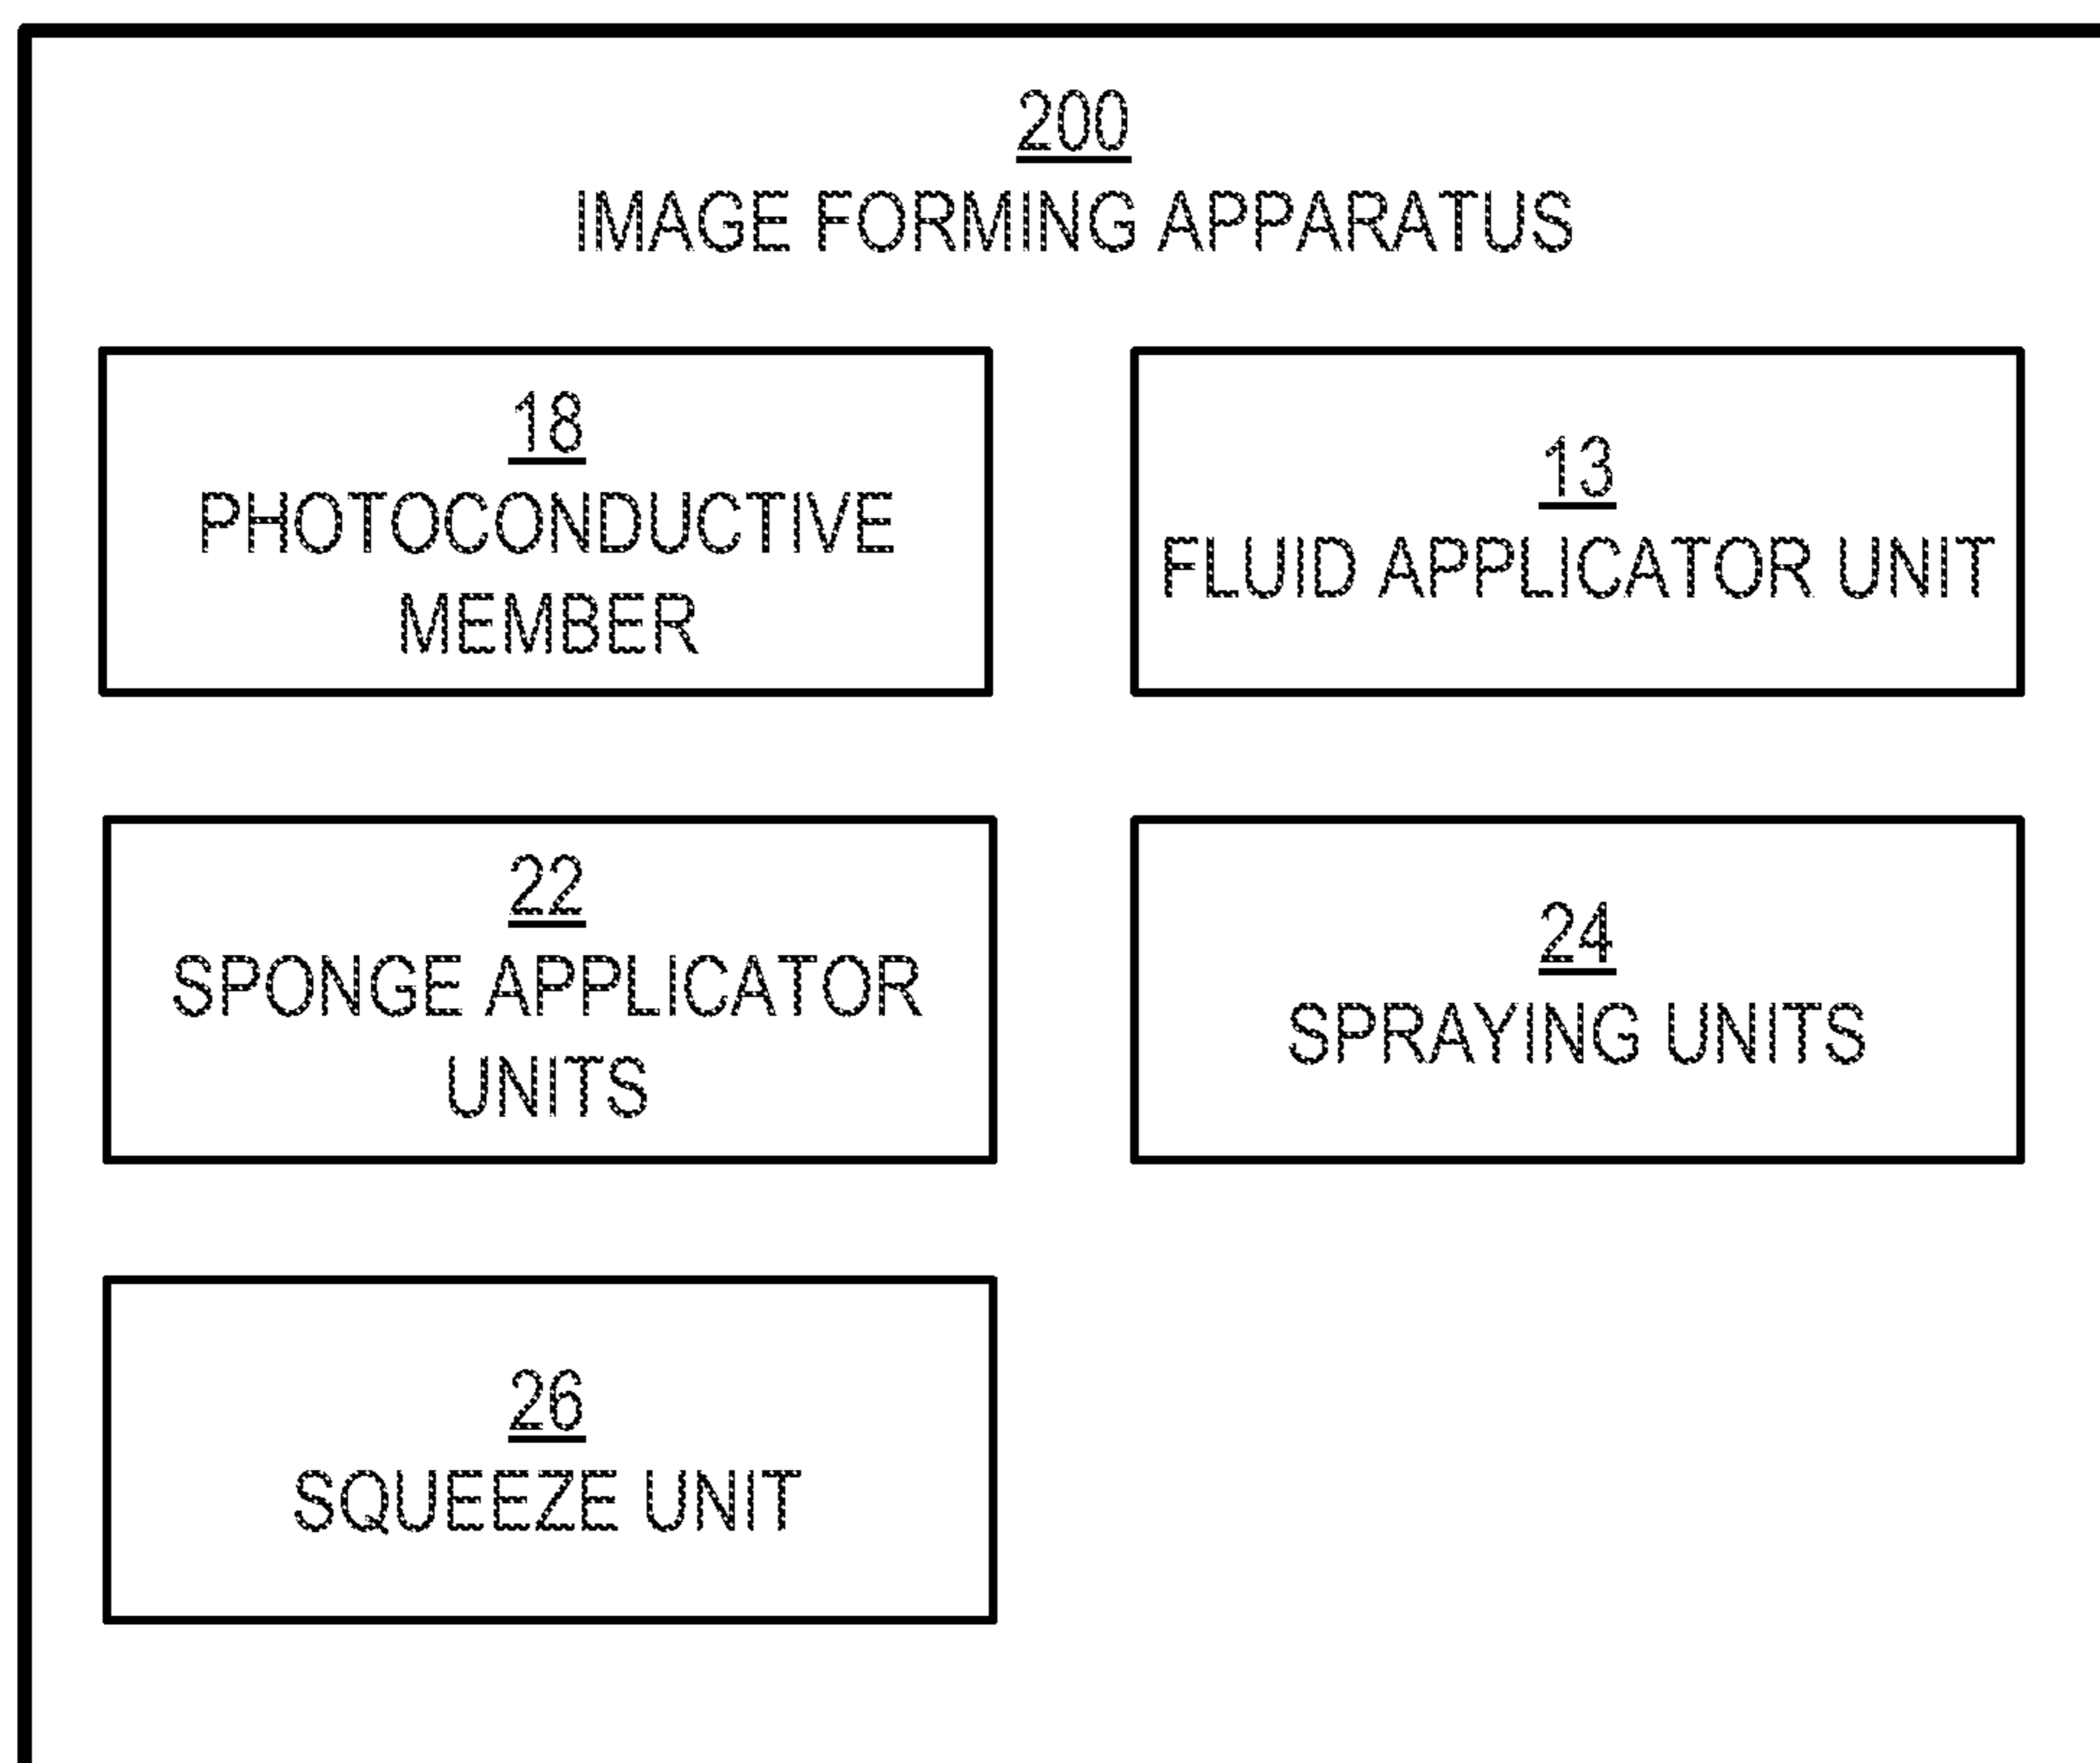 200
IMAGE FORMING APPARATUS
18
PHOTOCONDUCTIVE
MEMBER
13
FLUID APPLICATOR UNIT
22
SPONGE APPLICATOR
UNITS
24
SPRAYING UNITS
26
SQUEEZE UNIT